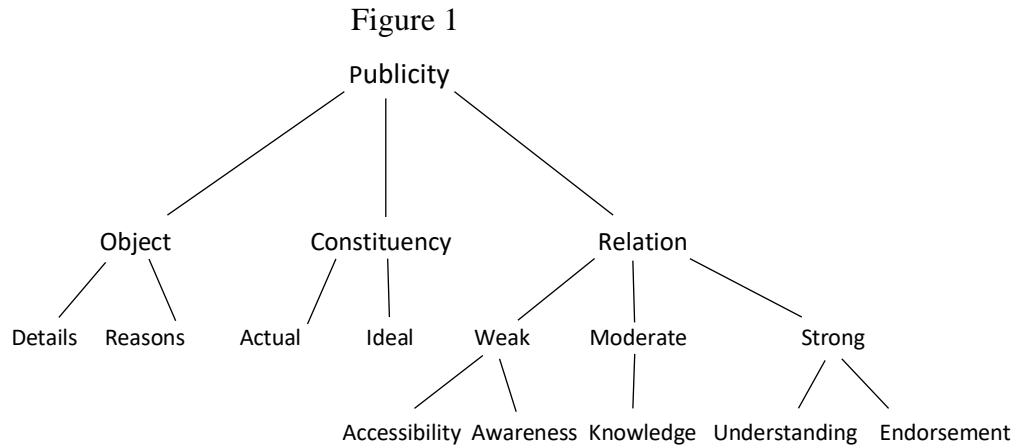 Figure 1
Publicity
Object Constituency Relation
Details Reasons Actual Ideal Weak Moderate Strong
Accessibility Awareness Knowledge Understanding Endorsement